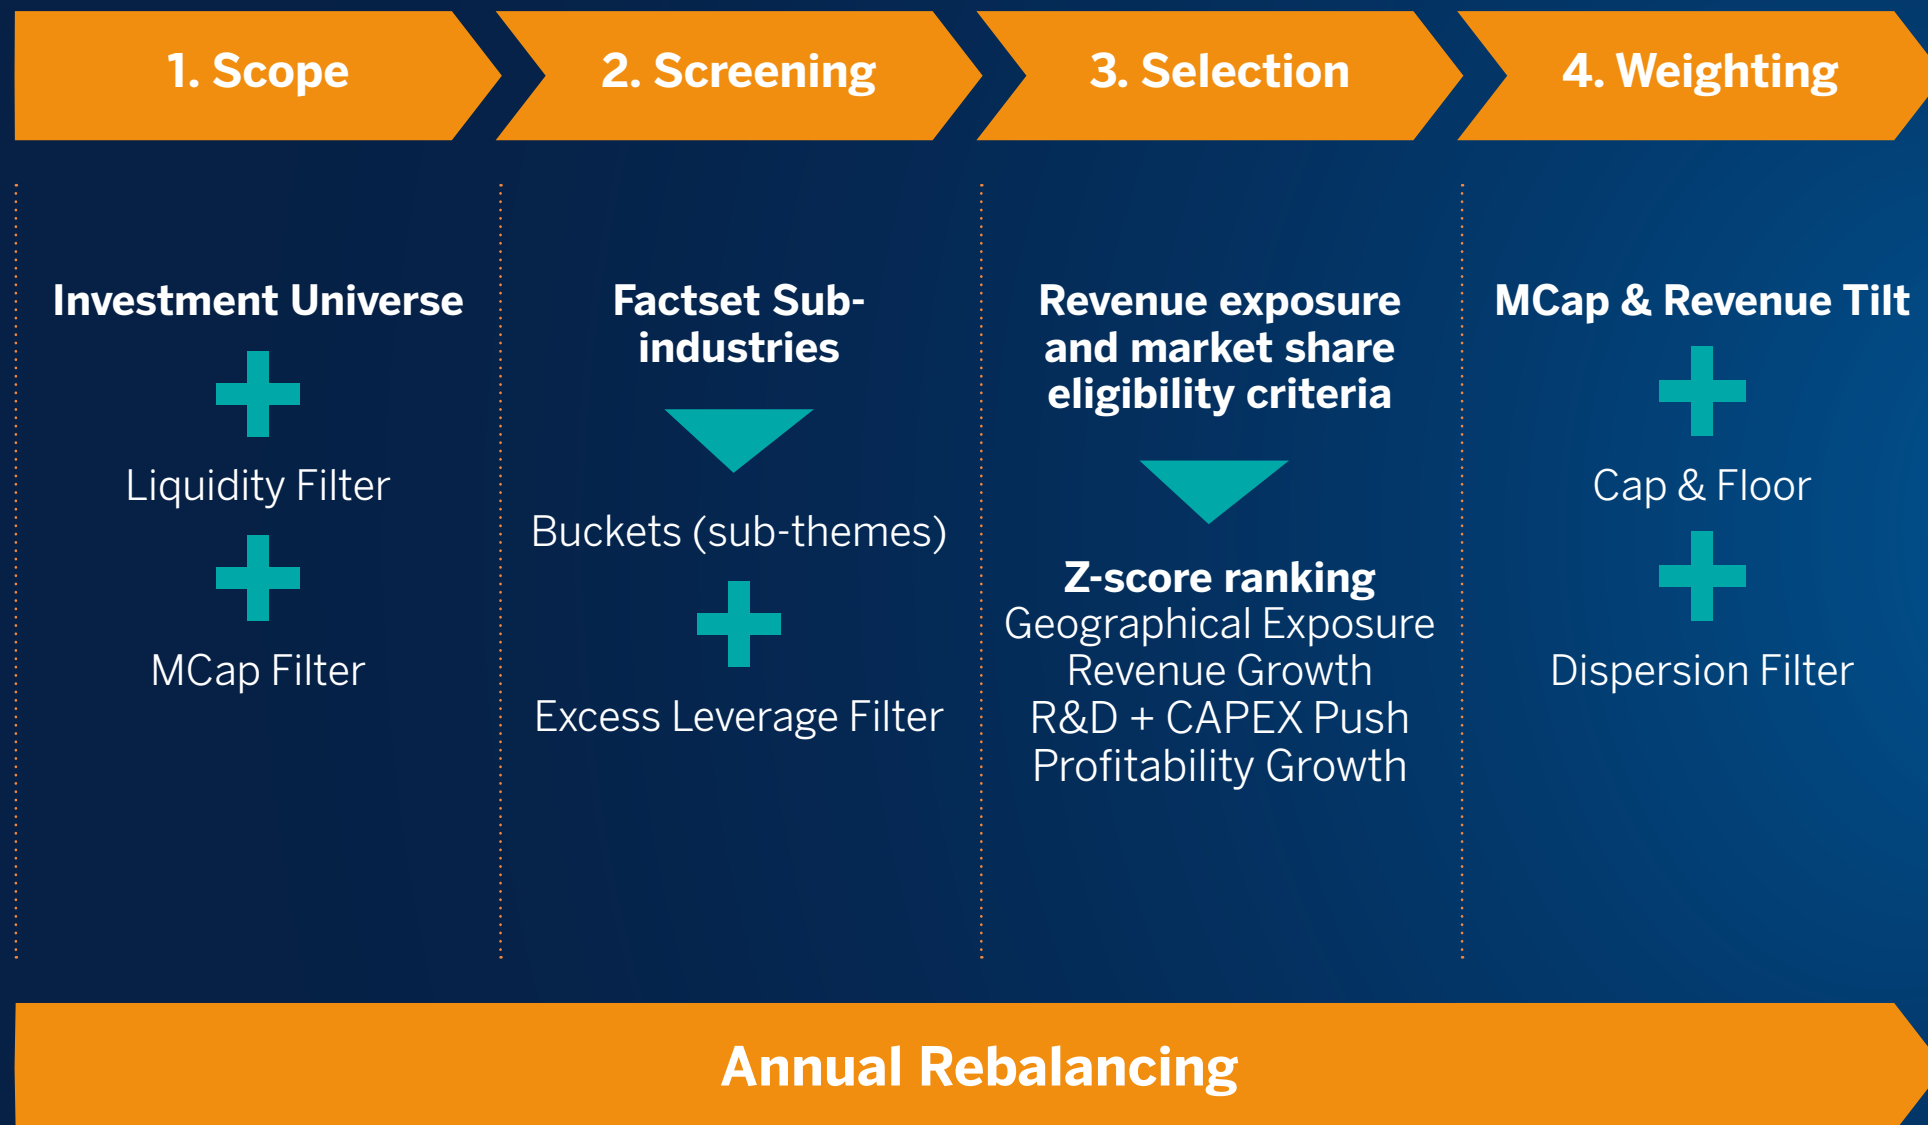 1. Scope
2. Screening
3. Selection
4. Weighting
Investment Universe
Liquidity Filter
MCap Filter
Factset Sub-
industries
Buckets (sub-themes)
Excess Leverage Filter
Revenue exposure
and market share
eligibility criteria
Z-score ranking
Geographical Exposure
Revenue Growth
R&D + CAPEX Push
Profitability Growth
MCap & Revenue Tilt
Cap & Floor
Dispersion Filter
Annual Rebalancing